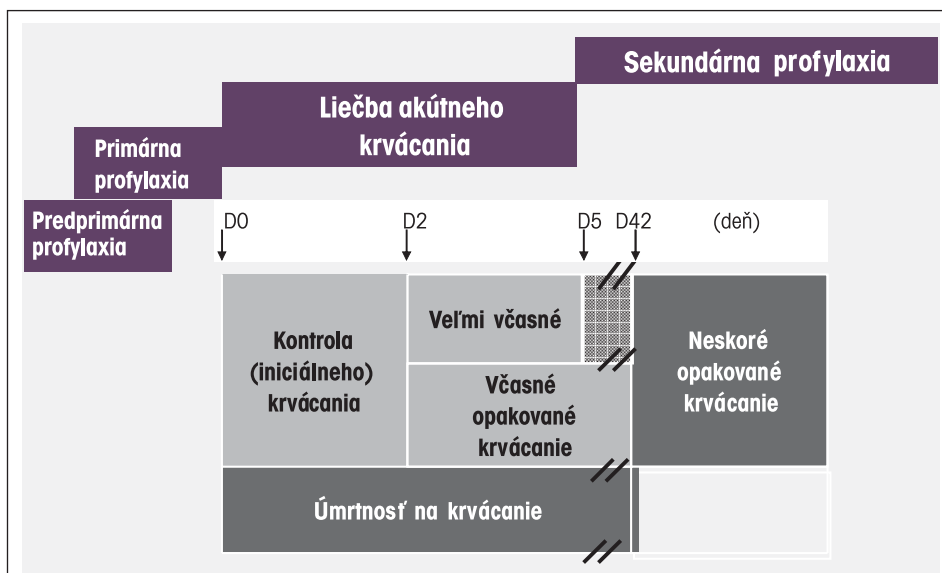 Sekundárna profylaxia
Liečba akútneho
krvácania
Primárna
profylaxia
Predprimárna
profylaxia
D0
D2
D5
D42
(deň)
Kontrola
(iniciálneho)
krvácania
Veľmi včasné
Včasné
opakované
krvácanie
Neskoré
opakované
krvácanie
Úmrtnosť na krvácanie